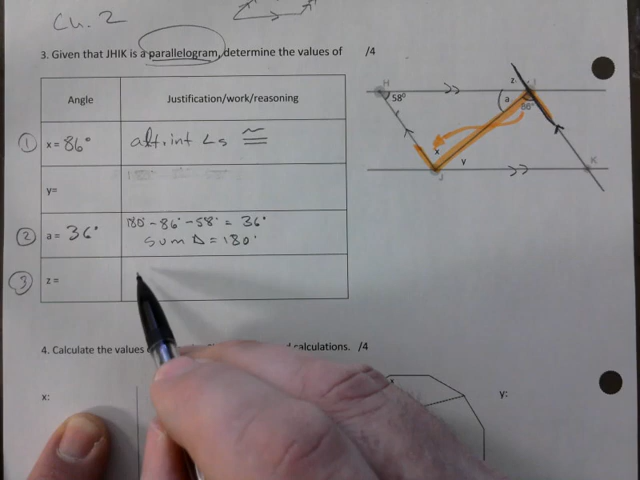 Ch. 2
3. Given that JHIK is a parallelogram, determine the values of /4
Angle
Justification/work/reasoning
1
x = 86°
alt. int ∠s ≅
y=
2
a = 36°
180° - 86° - 58° = 36°
sum Δ = 180°
3
z =
H
58°
z
a
86°
x
y
J
K
4. Calculate the values and calculations. /4
x:
y: